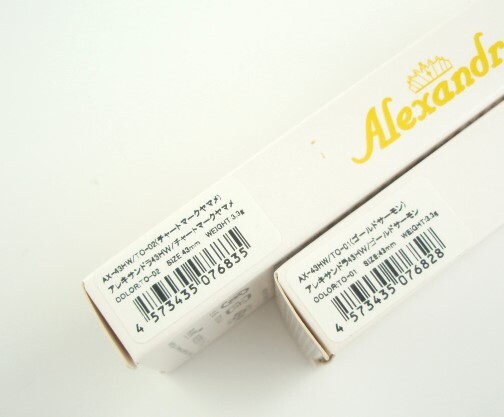 Alexandr
AX-43HW/TO-02(チャートマークヤマメ)
アレキサンドラ43HW/チャートマークヤマメ
COLOR:TO-02 SIZE:43mm WEIGHT:3.3g
4 573435 076835
AX-43HW/TO-01(ゴールドサーモン)
アレキサンドラ43HW/ゴールドサーモン
COLOR:TO-01 SIZE:43mm WEIGHT:3.3g
4 573435 076828